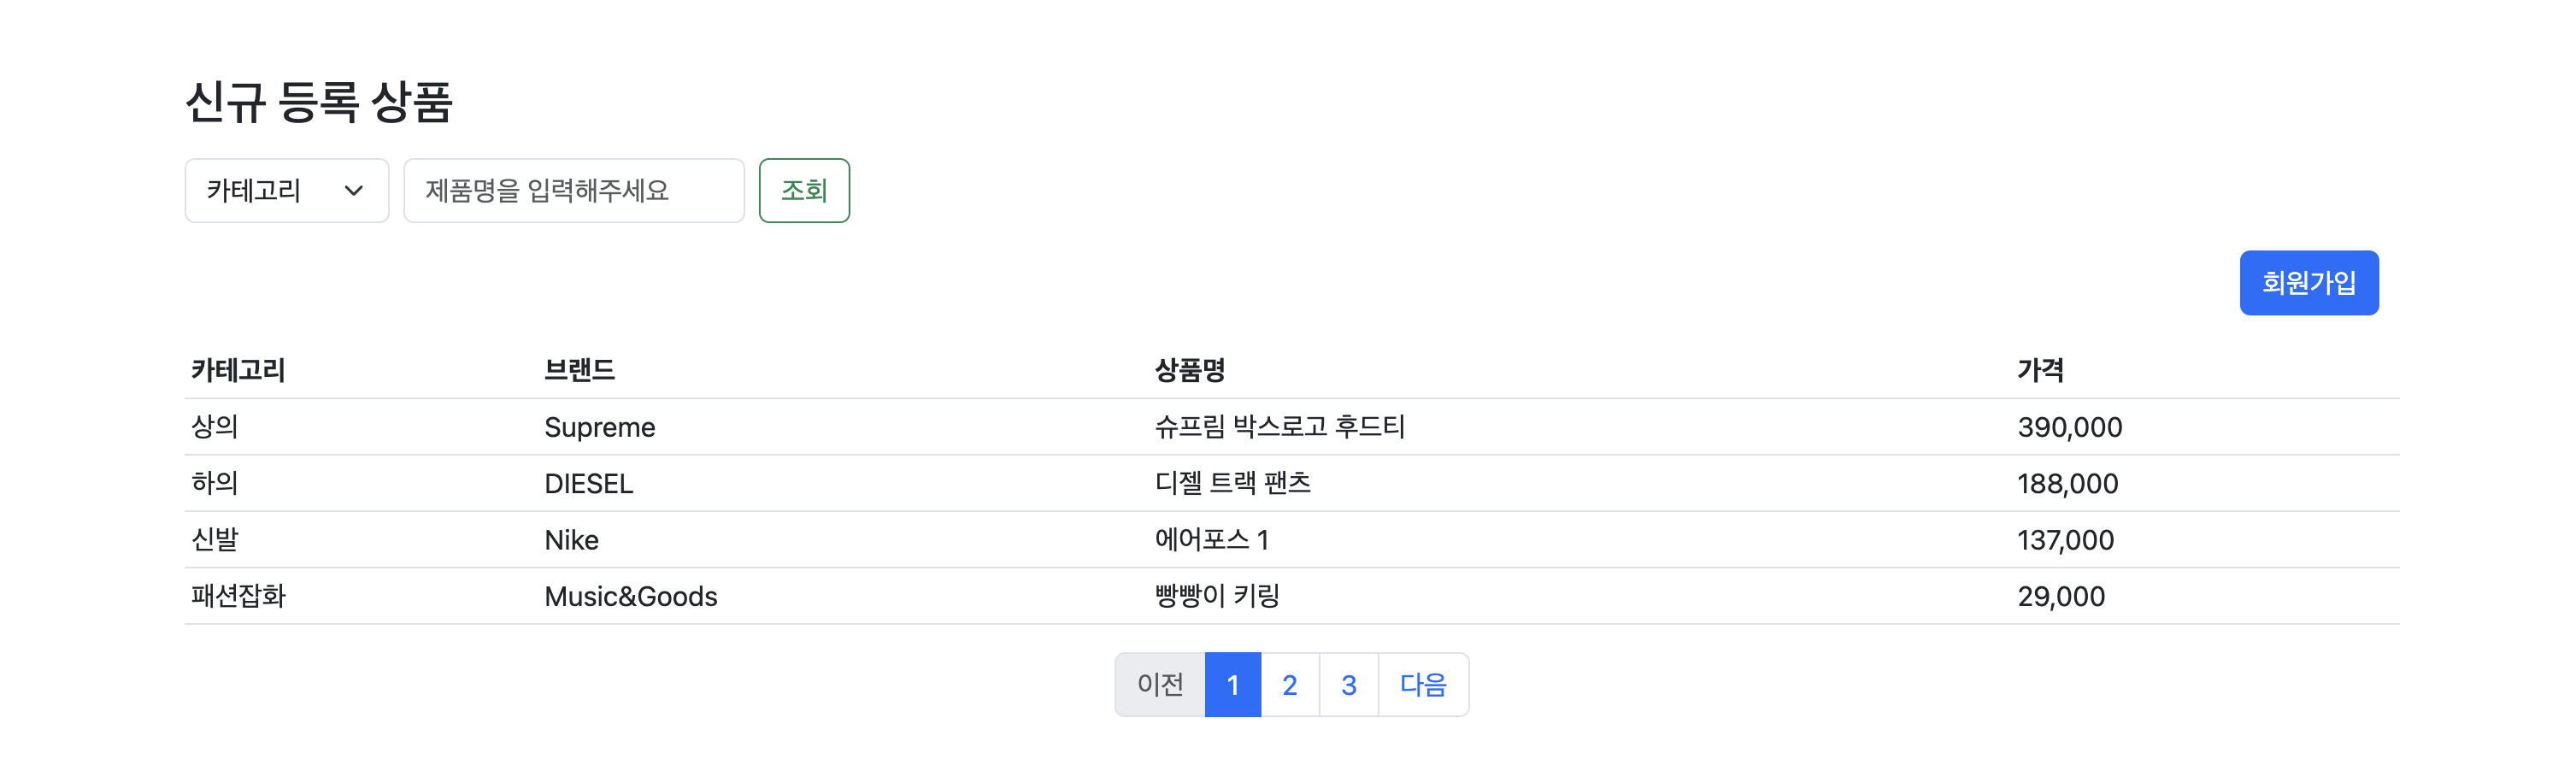 신규 등록 상품
카테고리 제품명을 입력해주세요 조회
회원가입
카테고리 브랜드 상품명 가격
상의 Supreme 슈프림 박스로고 후드티 390,000
하의 DIESEL 디젤 트랙 팬츠 188,000
신발 Nike 에어포스 1 137,000
패션잡화 Music&Goods 빵빵이 키링 29,000
이전 1 2 3 다음